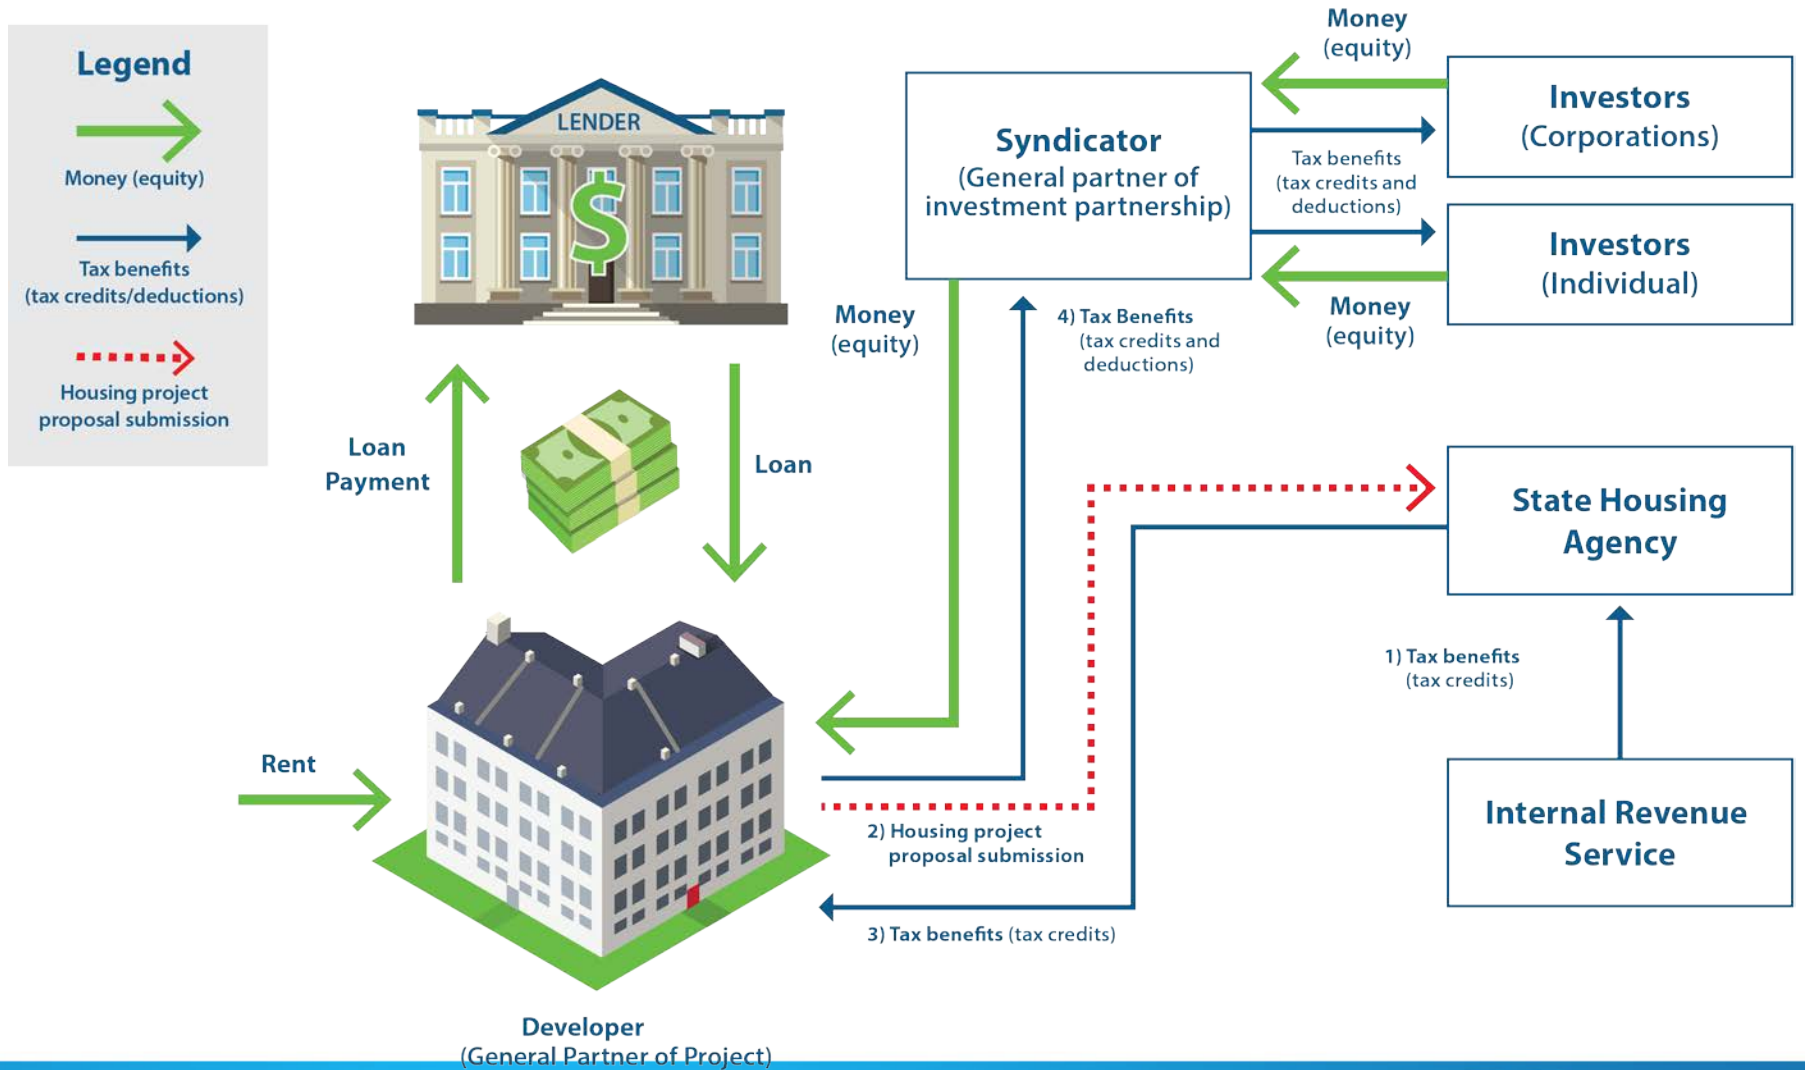 Legend
Money (equity)
Tax benefits
(tax credits/deductions)
Housing project
proposal submission
LENDER
$
Loan
Payment
Loan
Rent
Developer
(General Partner of Project)
Syndicator
(General partner of
investment partnership)
Money
(equity)
Tax benefits
(tax credits and
deductions)
Money
(equity)
Investors
(Corporations)
Investors
(Individual)
Money
(equity)
4) Tax Benefits
(tax credits and
deductions)
State Housing
Agency
1) Tax benefits
(tax credits)
Internal Revenue
Service
2) Housing project
proposal submission
3) Tax benefits (tax credits)